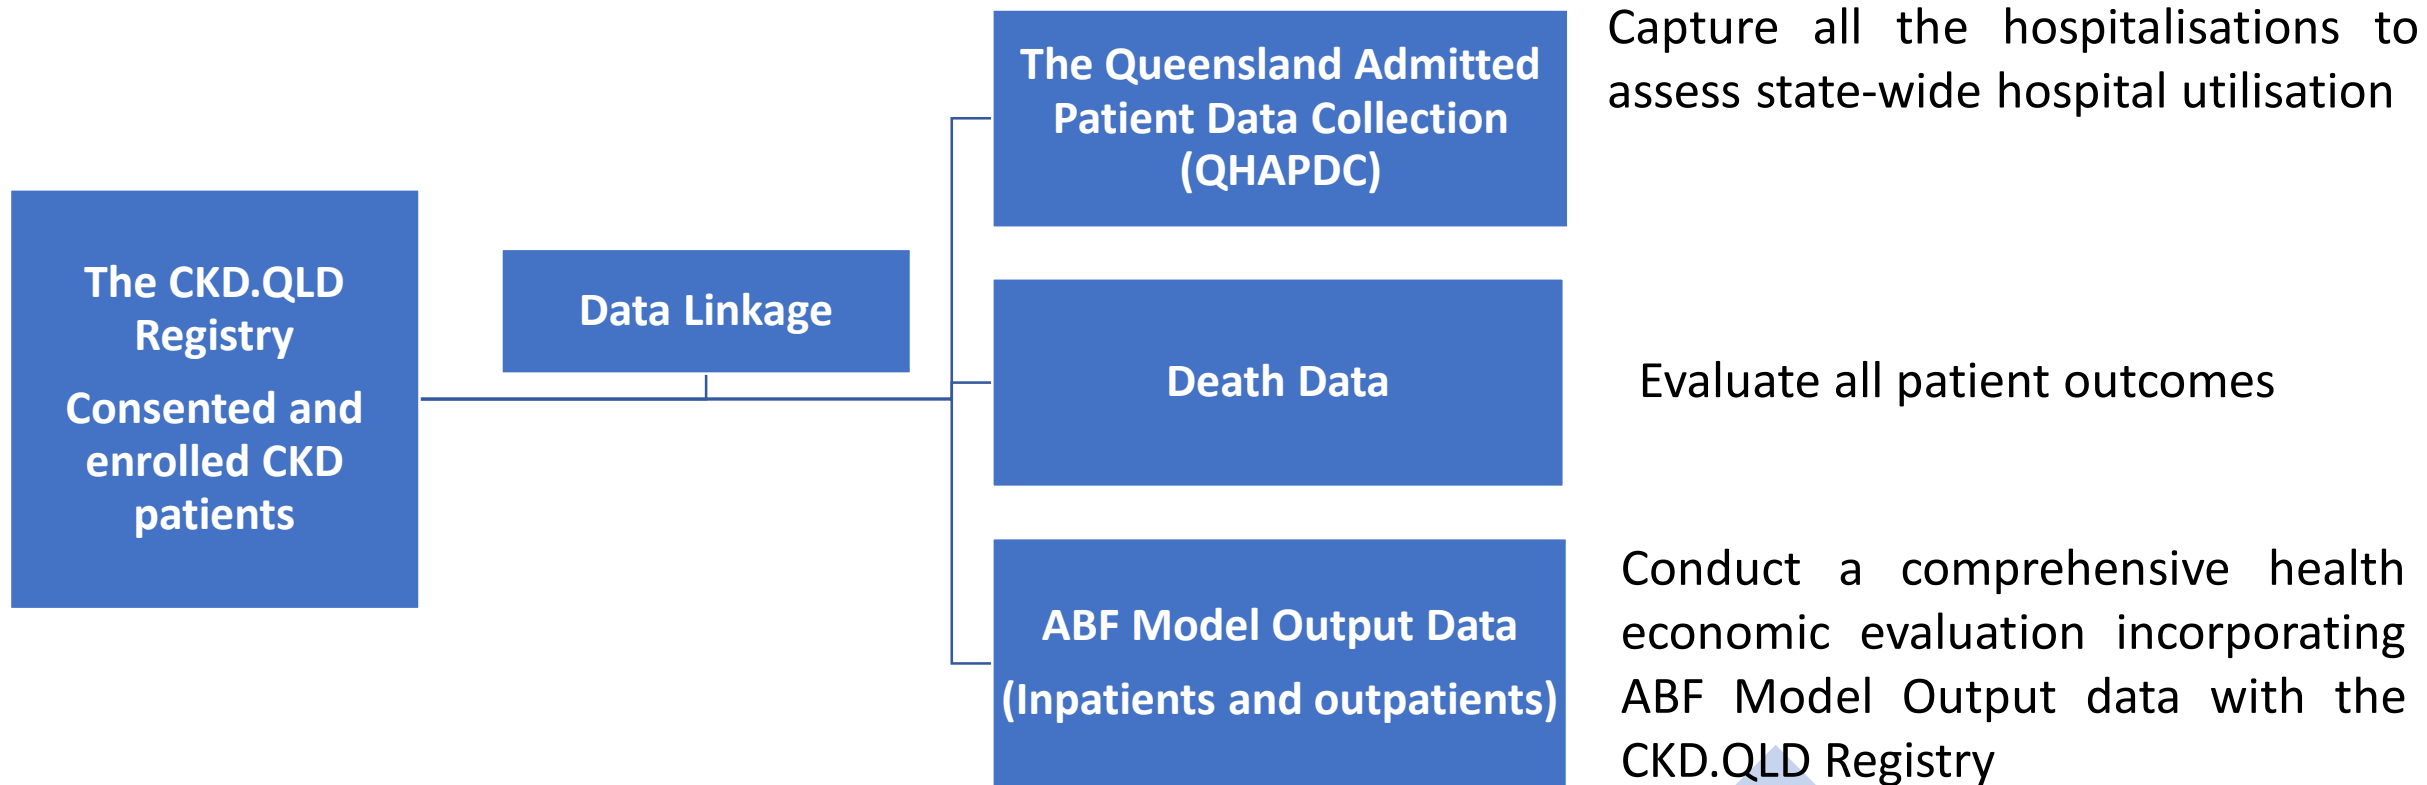 The CKD.QLD
Registry
Consented and
enrolled CKD
patients
Data Linkage
The Queensland Admitted
Patient Data Collection
(QHAPDC)
Capture all the hospitalisations to
assess state-wide hospital utilisation
Death Data
Evaluate all patient outcomes
ABF Model Output Data
(Inpatients and outpatients)
Conduct a comprehensive health
economic evaluation incorporating
ABF Model Output data with the
CKD.QLD Registry